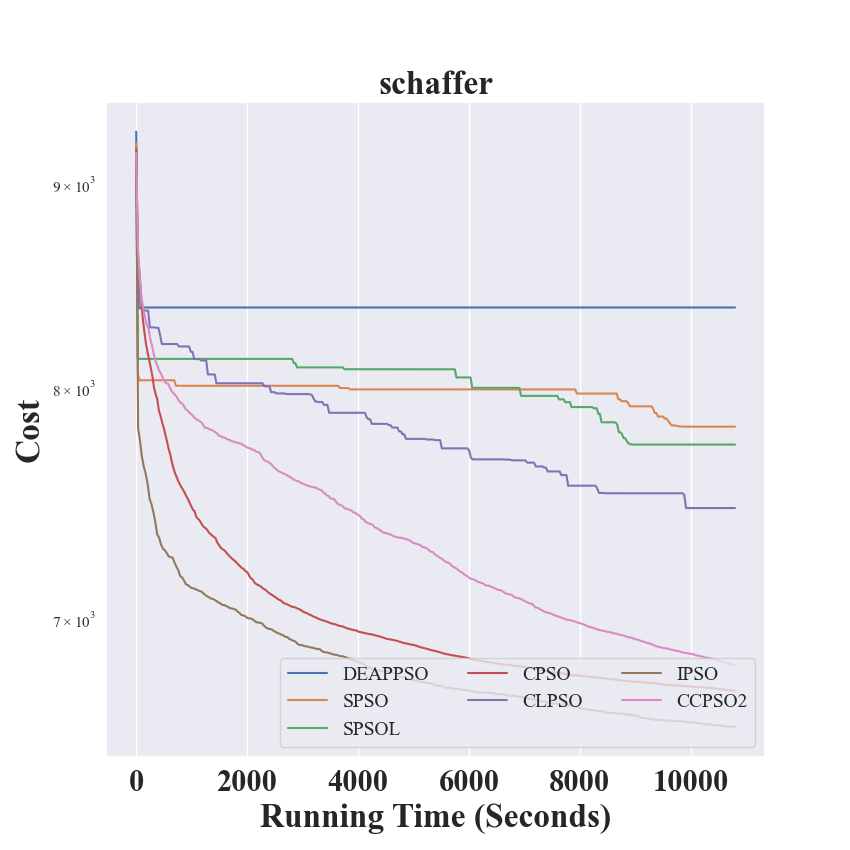 schaffer
Cost
9 × 10³
8 × 10³
7 × 10³
DEAPPSO
SPSO
SPSOL
CPSO
CLPSO
IPSO
CCPSO2
0 2000 4000 6000 8000 10000
Running Time (Seconds)